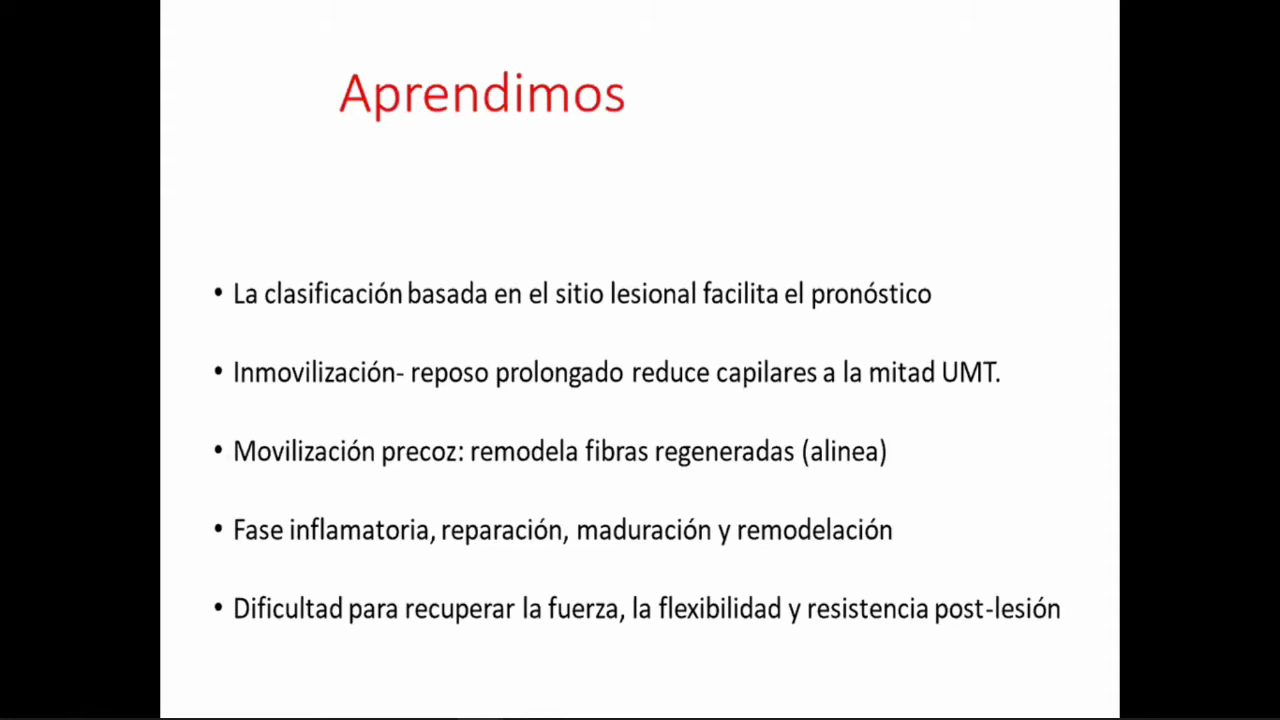 Aprendimos
• La clasificación basada en el sitio lesional facilita el pronóstico
• Inmovilización- reposo prolongado reduce capilares a la mitad UMT.
• Movilización precoz: remodela fibras regeneradas (alinea)
• Fase inflamatoria, reparación, maduración y remodelación
• Dificultad para recuperar la fuerza, la flexibilidad y resistencia post-lesión